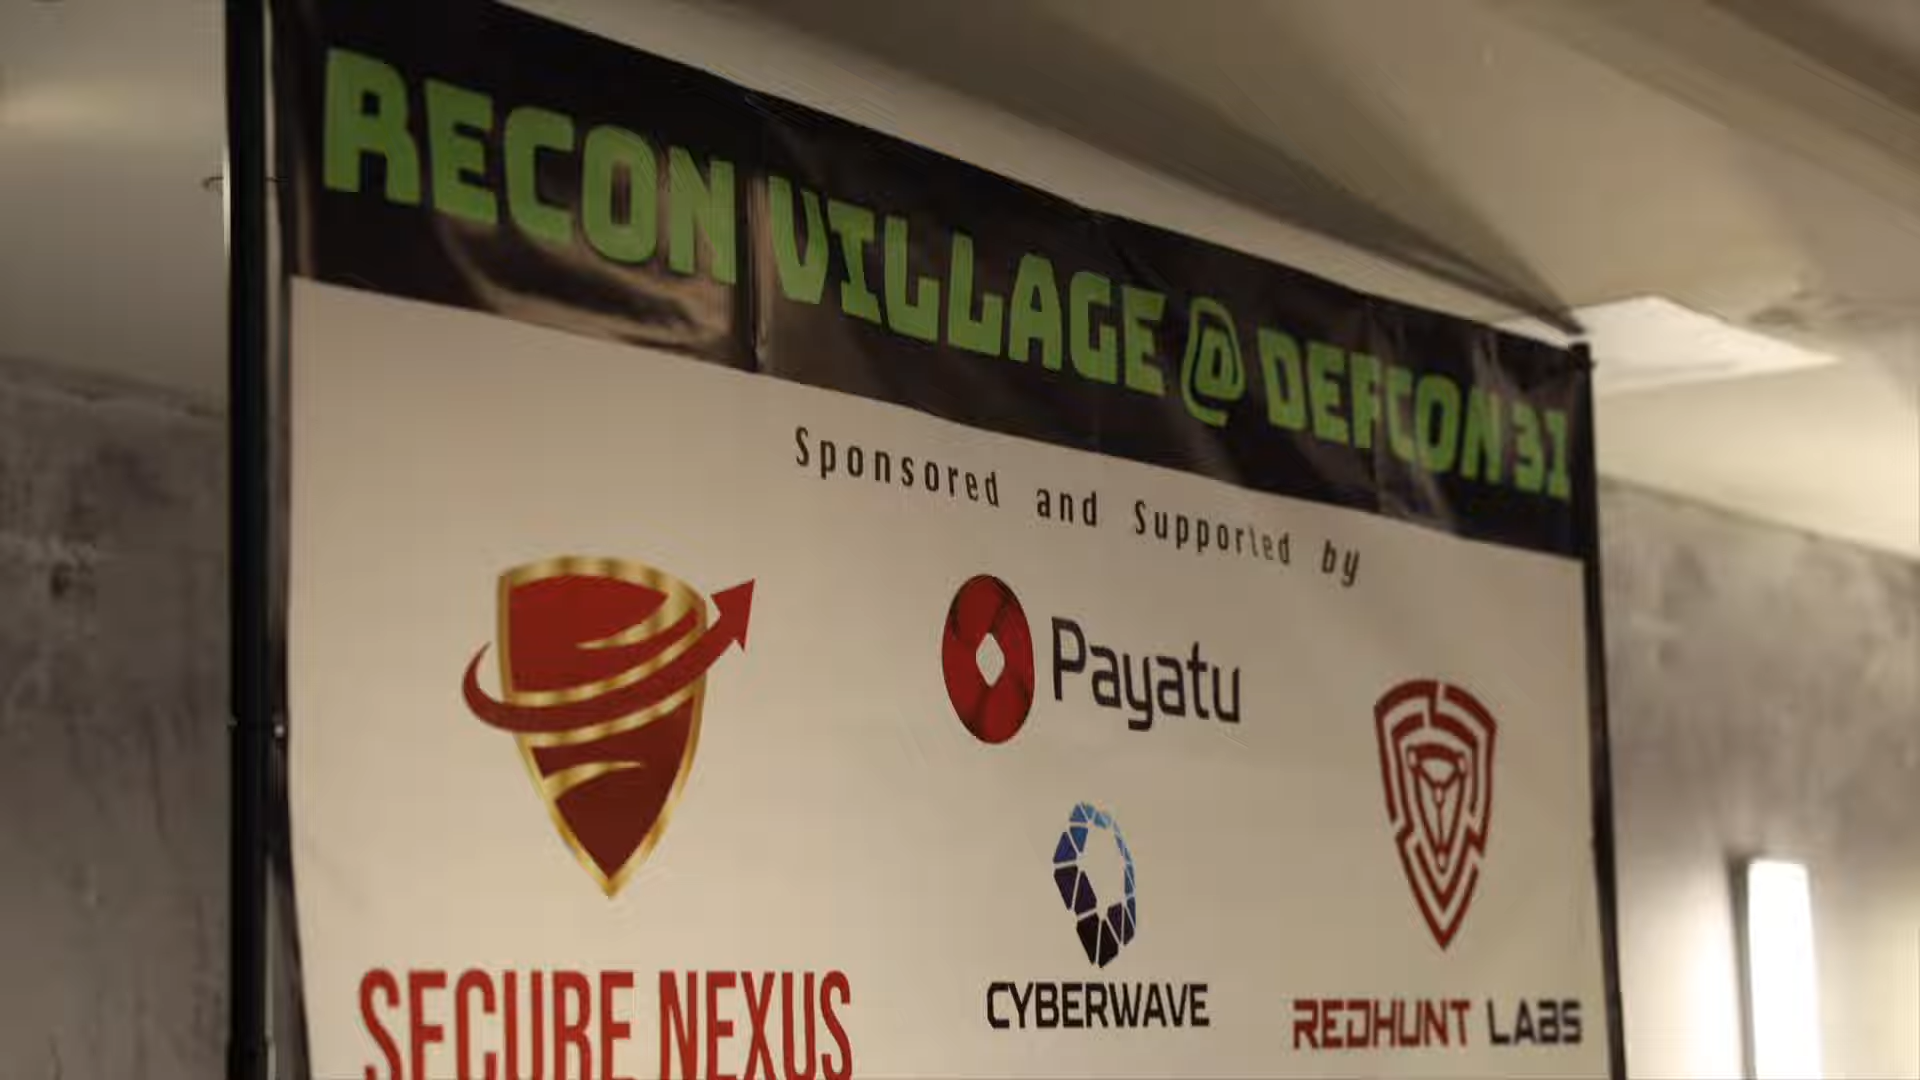 RECON VILLAGE @ DEFCON 31
Sponsored and Supported by
Payatu
SECURE NEXUS
CYBERWAVE
REDHUNT LABS